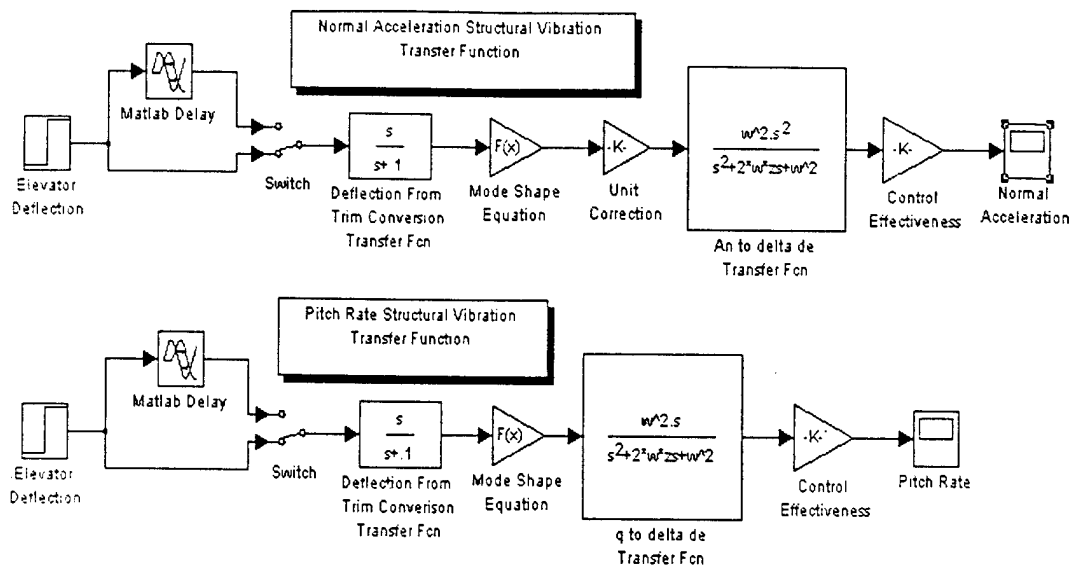 Normal Acceleration Structural Vibration
Transfer Function
Matlab Delay
Elevator
Deflection
Switch
s
s+ 1
Deflection From
Trim Conversion
Transfer Fcn
F(x)
Mode Shape
Equation
-K-
Unit
Correction
w^2.s^2
s^2+2*w*zs+w^2
An to delta de
Transfer Fcn
-K-
Control
Effectiveness
Normal
Acceleration
Pitch Rate Structural Vibration
Transfer Function
Matlab Delay
Elevator
Deflection
Switch
s
s+.1
Deflection From
Trim Converison
Transfer Fcn
F(x)
Mode Shape
Equation
w^2.s
s^2+2*w*zs+w^2
q to delta de
Transfer Fcn
-K-
Control
Effectiveness
Pitch Rate